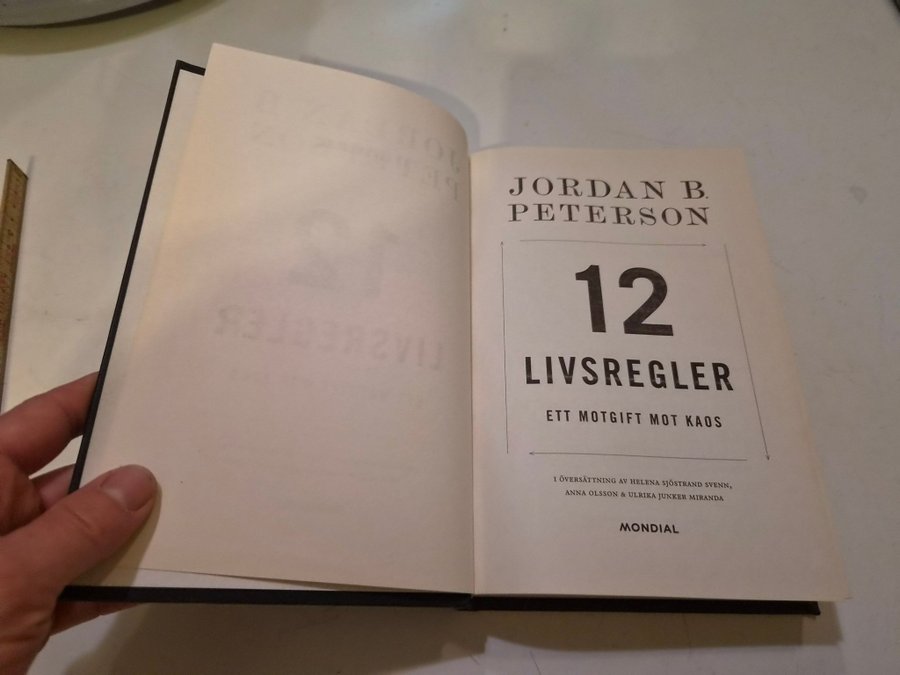 JORDAN B.
PETERSON
12
LIVSREGLER
ETT MOTGIFT MOT KAOS
I ÖVERSÄTTNING AV HELENA SJÖSTRAND SVENN,
ANNA OLSSON & ULRIKA JUNKER MIRANDA
MONDIAL